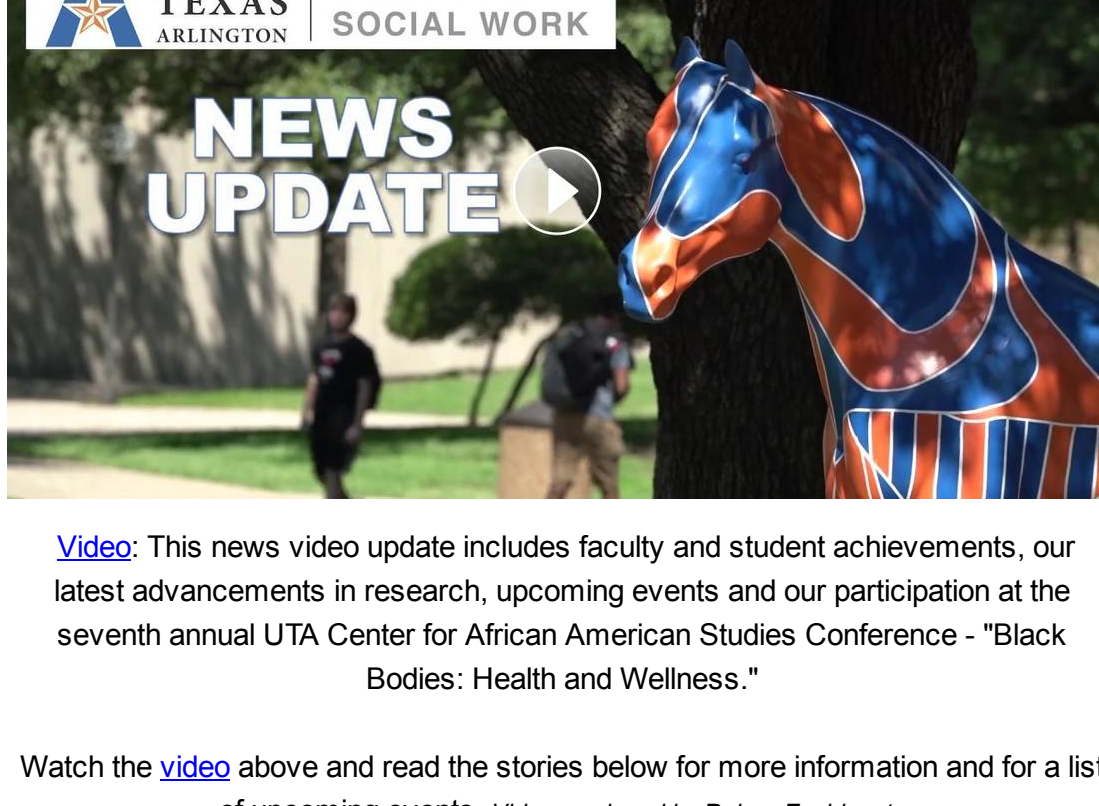 TEXAS
ARLINGTON
SOCIAL WORK
NEWS
UPDATE
Video: This news video update includes faculty and student achievements, our
latest advancements in research, upcoming events and our participation at the
seventh annual UTA Center for African American Studies Conference - "Black
Bodies: Health and Wellness."
Watch the video above and read the stories below for more information and for a list
of upcoming events.